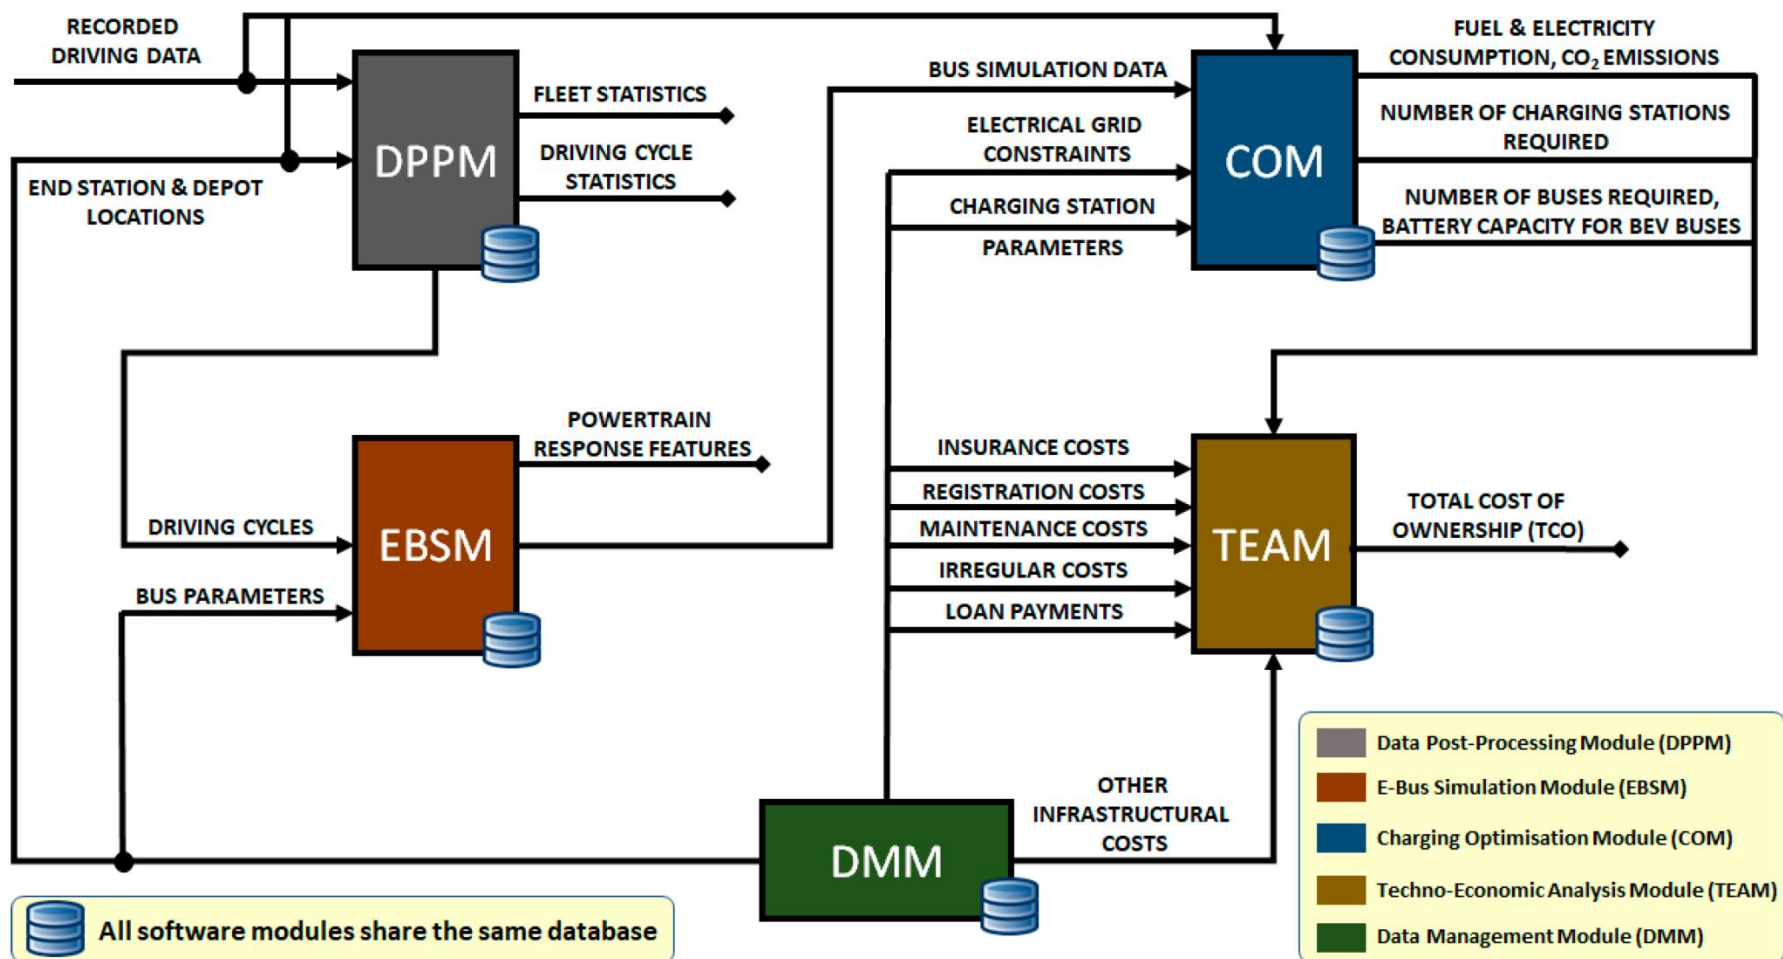 RECORDED
DRIVING DATA
END STATION & DEPOT
LOCATIONS
DPPM
FLEET STATISTICS
DRIVING CYCLE
STATISTICS
BUS SIMULATION DATA
ELECTRICAL GRID
CONSTRAINTS
CHARGING STATION
PARAMETERS
COM
FUEL & ELECTRICITY
CONSUMPTION, CO₂ EMISSIONS
NUMBER OF CHARGING STATIONS
REQUIRED
NUMBER OF BUSES REQUIRED,
BATTERY CAPACITY FOR BEV BUSES
DRIVING CYCLES
BUS PARAMETERS
EBSM
POWERTRAIN
RESPONSE FEATURES
INSURANCE COSTS
REGISTRATION COSTS
MAINTENANCE COSTS
IRREGULAR COSTS
LOAN PAYMENTS
TEAM
TOTAL COST OF
OWNERSHIP (TCO)
DMM
OTHER
INFRASTRUCTURAL
COSTS
Data Post-Processing Module (DPPM)
E-Bus Simulation Module (EBSM)
Charging Optimisation Module (COM)
Techno-Economic Analysis Module (TEAM)
Data Management Module (DMM)
All software modules share the same database